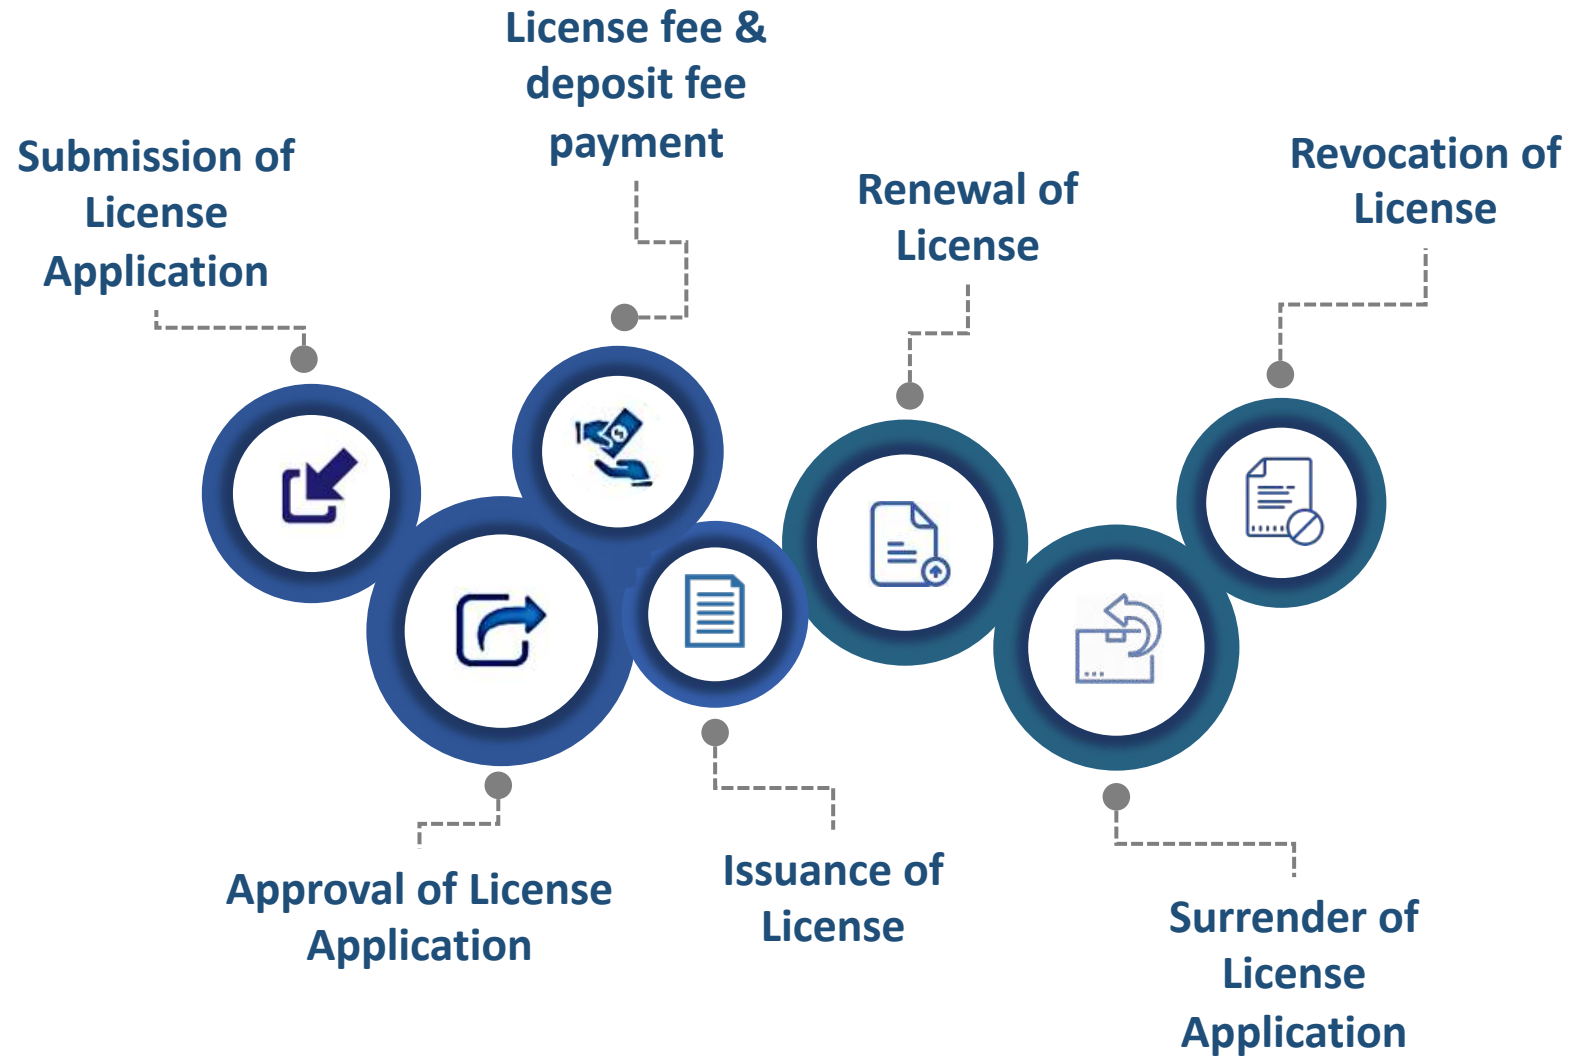 Submission of
License
Application
License fee &
deposit fee
payment
Renewal of
License
Revocation of
License
Approval of License
Application
Issuance of
License
Surrender of
License
Application